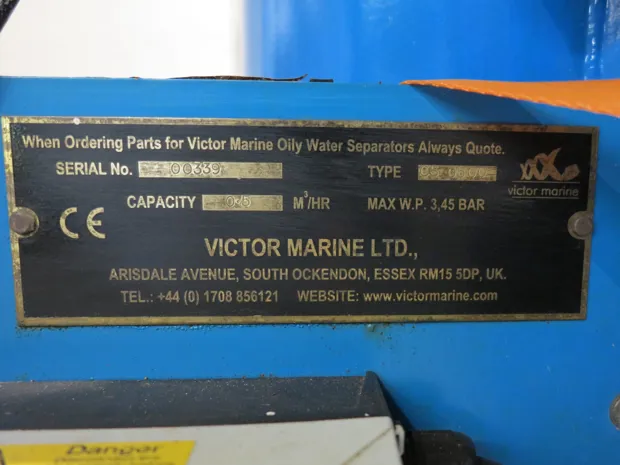 When Ordering Parts for Victor Marine Oily Water Separators Always Quote.
SERIAL No. 00339 TYPE
victor marine
CAPACITY M³/HR MAX W.P. 3,45 BAR
CE
VICTOR MARINE LTD.,
ARISDALE AVENUE, SOUTH OCKENDON, ESSEX RM15 5DP, UK.
TEL.: +44 (0) 1708 856121 WEBSITE: www.victormarine.com
Danger